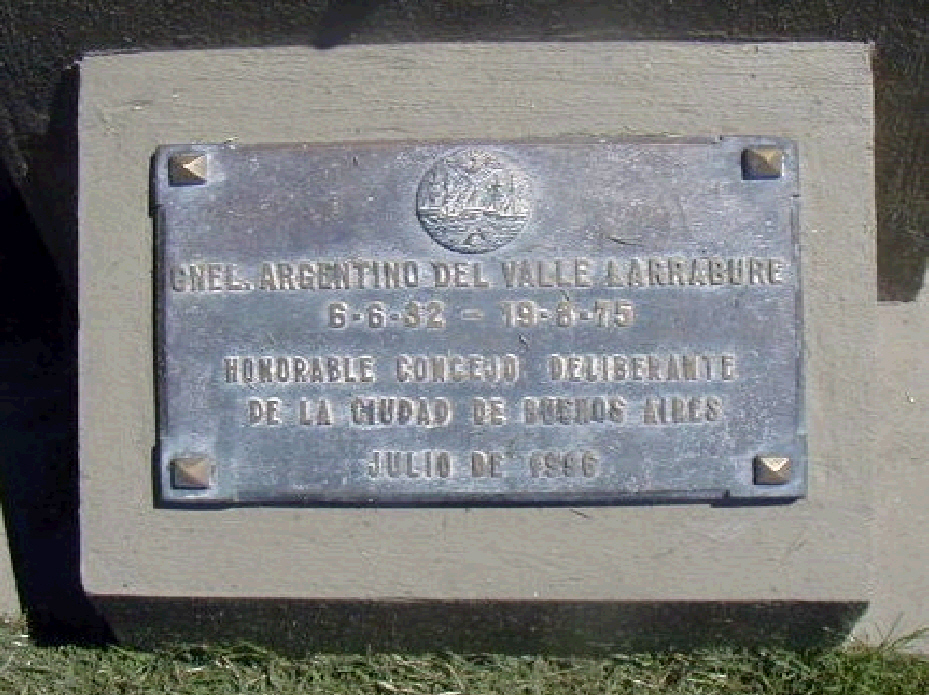 CNEL. ARGENTINO DEL VALLE LARRABURE
6-6-32 - 19-8-75
HONORABLE CONCEJO DELIBERANTE
DE LA CIUDAD DE BUENOS AIRES
JULIO DE 1996